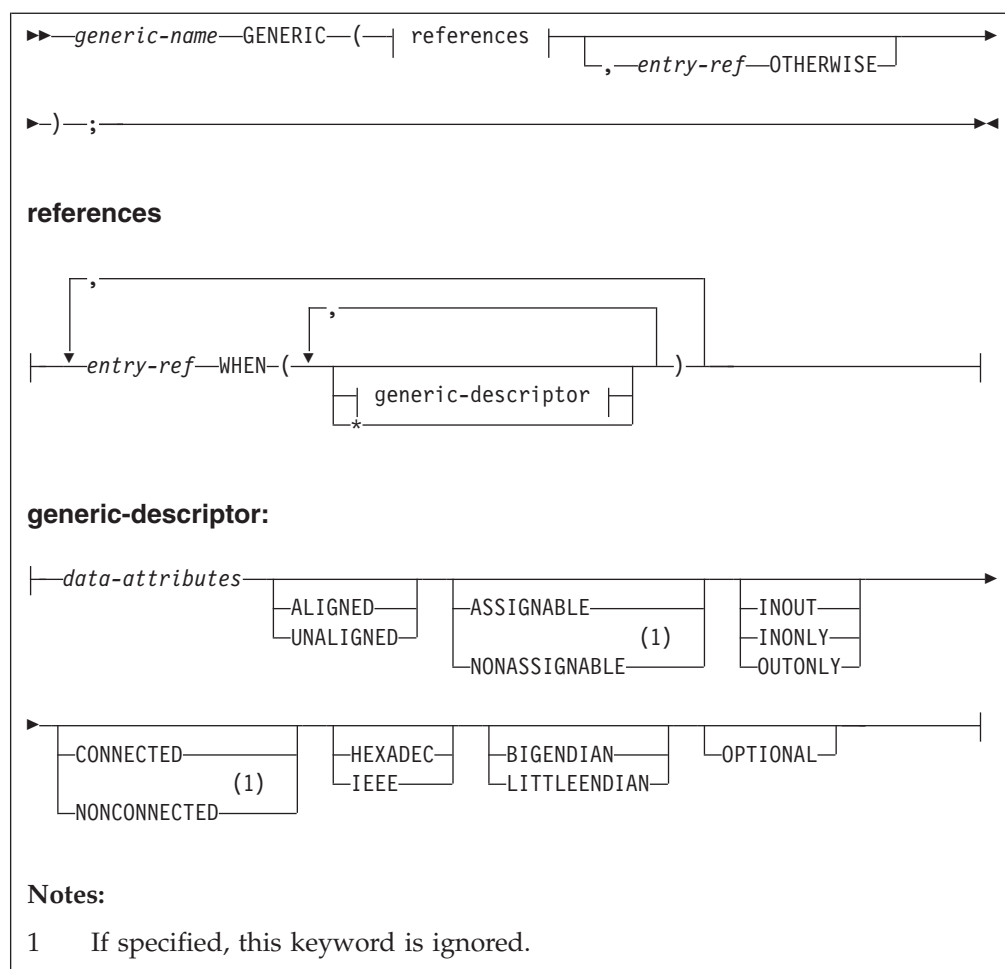 generic-name GENERIC ( references
, entry-ref OTHERWISE
) ;
references
,
,
entry-ref WHEN ( )
generic-descriptor
*
generic-descriptor:
data-attributes
ALIGNED ASSIGNABLE INOUT
UNALIGNED (1) INONLY
NONASSIGNABLE OUTONLY
CONNECTED HEXADEC BIGENDIAN OPTIONAL
(1) IEEE LITTLEENDIAN
NONCONNECTED
Notes:
1 If specified, this keyword is ignored.